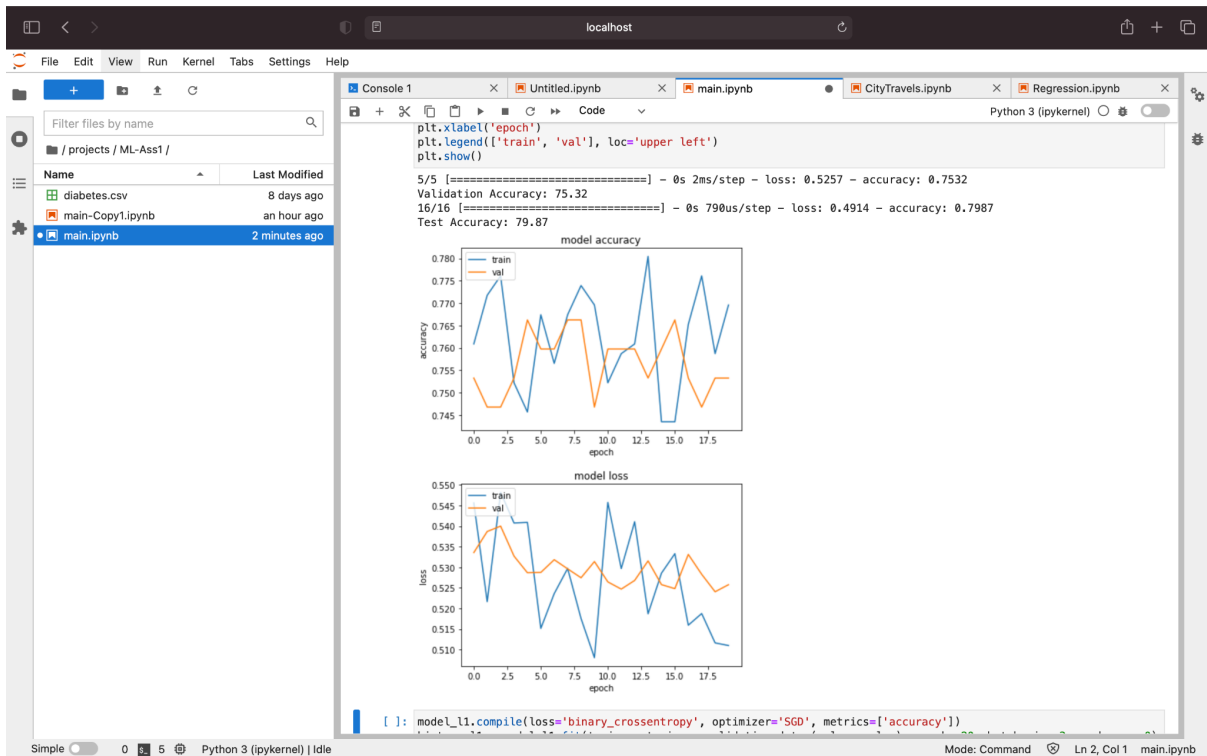 localhost
File Edit View Run Kernel Tabs Settings Help
+
Filter files by name
/ projects / ML-Ass1 /
Name Last Modified
diabetes.csv 8 days ago
main-Copy1.ipynb an hour ago
main.ipynb 2 minutes ago
Console 1 Untitled.ipynb main.ipynb CityTravels.ipynb Regression.ipynb
Code Python 3 (ipykernel)
plt.xlabel('epoch')
plt.legend(['train', 'val'], loc='upper left')
plt.show()
5/5 [==============================] - 0s 2ms/step - loss: 0.5257 - accuracy: 0.7532
Validation Accuracy: 75.32
16/16 [==============================] - 0s 790us/step - loss: 0.4914 - accuracy: 0.7987
Test Accuracy: 79.87
model accuracy
train
val
0.780
0.775
0.770
0.765
0.760
0.755
0.750
0.745
accuracy
0.0 2.5 5.0 7.5 10.0 12.5 15.0 17.5
epoch
model loss
train
val
0.550
0.545
0.540
0.535
0.530
0.525
0.520
0.515
0.510
loss
0.0 2.5 5.0 7.5 10.0 12.5 15.0 17.5
epoch
[ ]: model_l1.compile(loss='binary_crossentropy', optimizer='SGD', metrics=['accuracy'])
Simple 0 5 Python 3 (ipykernel) | Idle Mode: Command Ln 2, Col 1 main.ipynb